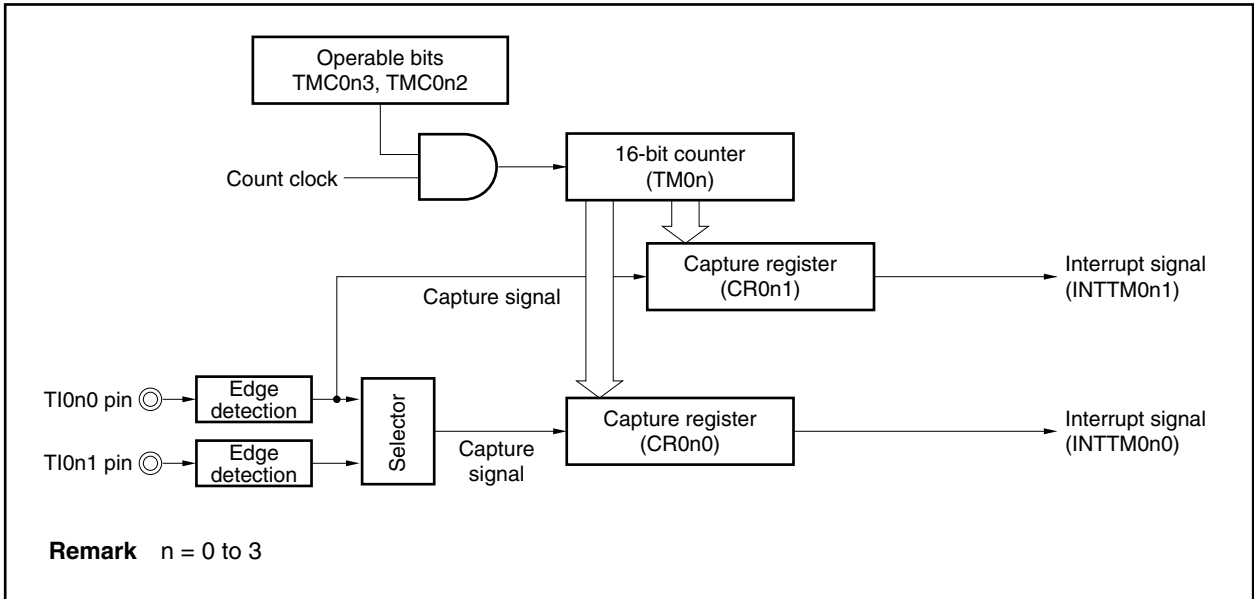 Operable bits
TMC0n3, TMC0n2
Count clock
16-bit counter
(TM0n)
Capture register
(CR0n1)
Interrupt signal
(INTTM0n1)
Capture signal
TI0n0 pin
Edge
detection
Selector
Capture
signal
Capture register
(CR0n0)
Interrupt signal
(INTTM0n0)
TI0n1 pin
Edge
detection
Remark n = 0 to 3